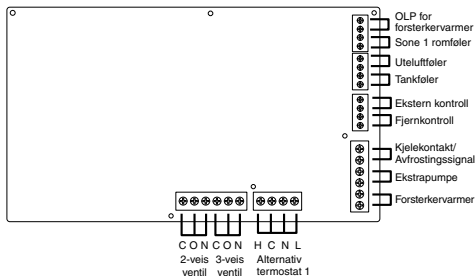 OLP for
forsterkervarmer
Sone 1 romføler
Uteluftføler
Tankføler
Ekstern kontroll
Fjernkontroll
Kjelekontakt/
Avfrostingssignal
Ekstrapumpe
Forsterkervarmer
C O N C O N H C N L
2-veis 3-veis Alternativ
ventil ventil termostat 1